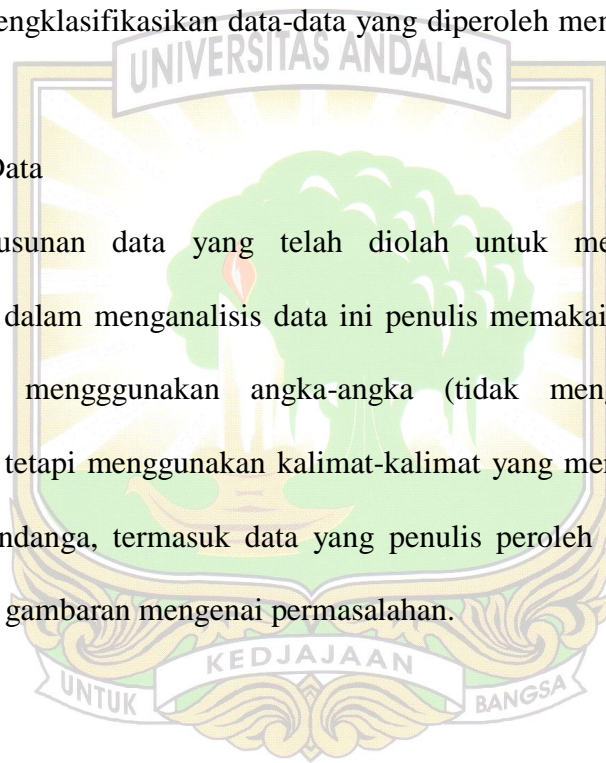 engklasifikasikan data-data yang diperoleh mer
UNIVERSITAS ANDALAS
Data
usunan data yang telah diolah untuk me
dalam menganalisis data ini penulis memakai
mengggunakan angka-angka (tidak meng
tetapi menggunakan kalimat-kalimat yang mer
ndanga, termasuk data yang penulis peroleh
gambaran mengenai permasalahan.
KEDJAJAAN
UNTUK BANGSA